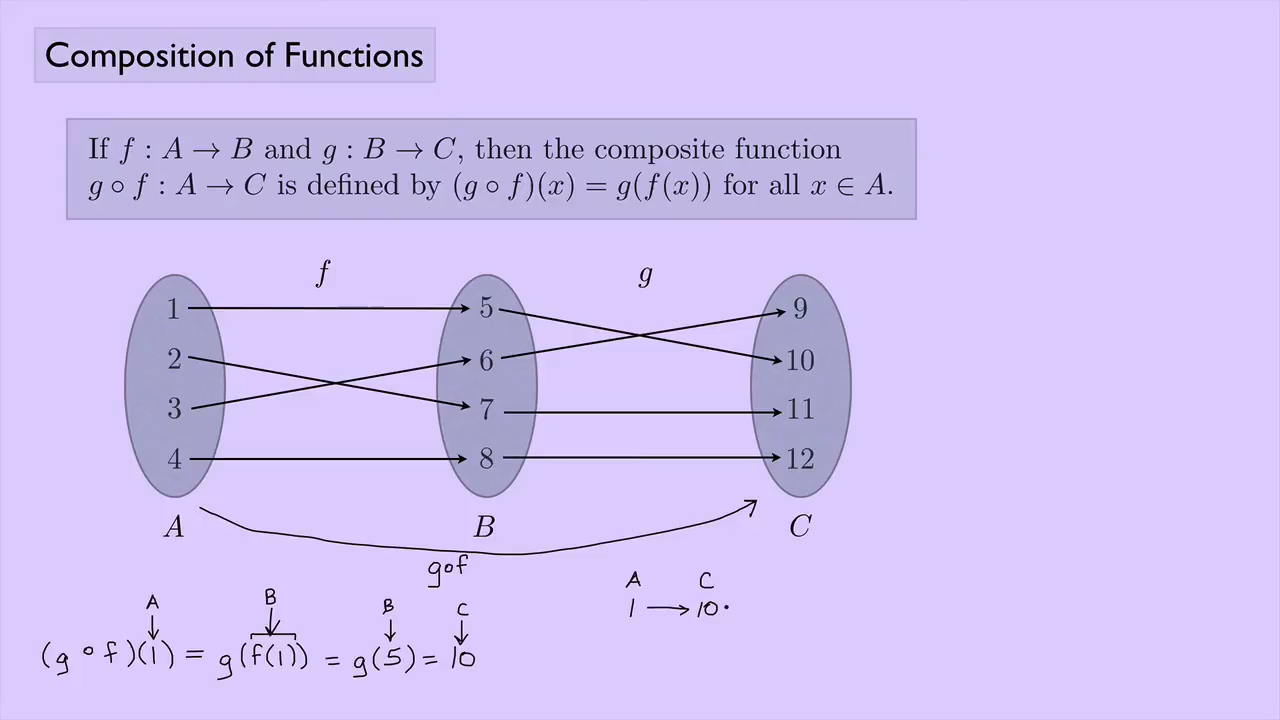 Composition of Functions
If f : A → B and g : B → C, then the composite function
g ∘ f : A → C is defined by (g ∘ f)(x) = g(f(x)) for all x ∈ A.
f g
1 5 9
2 6 10
3 7 11
4 8 12
A B C
g∘f
A C
1 → 10
A B B C
(g ∘ f)(1) = g(f(1)) = g(5) = 10